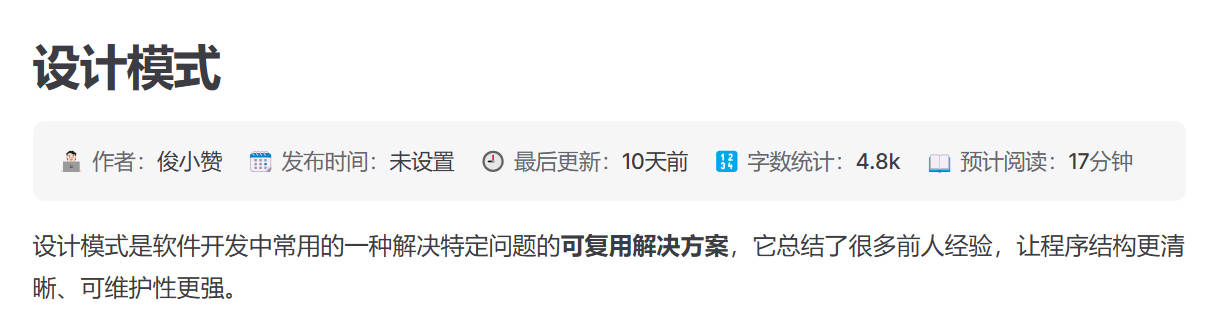 设计模式
作者：俊小赞 发布时间：未设置 最后更新：10天前 字数统计：4.8k 预计阅读：17分钟
设计模式是软件开发中常用的一种解决特定问题的可复用解决方案，它总结了很多前人经验，让程序结构更清
晰、可维护性更强。